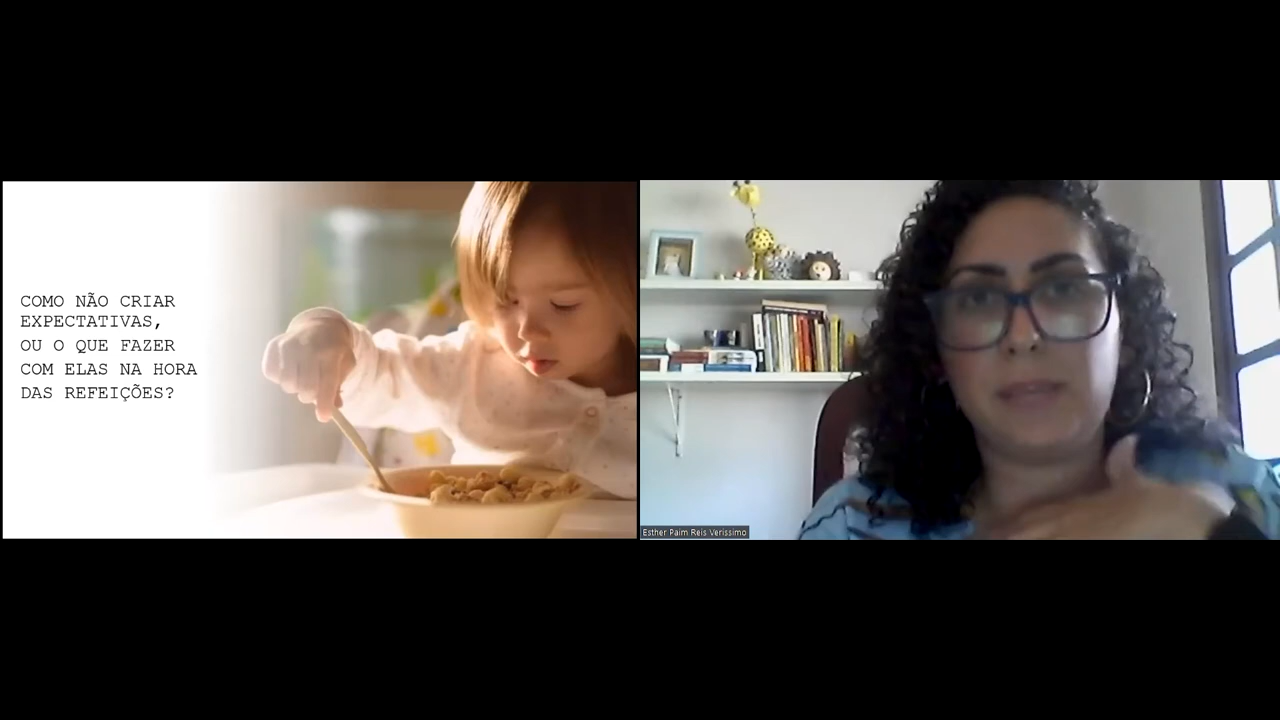 COMO NÃO CRIAR
EXPECTATIVAS,
OU O QUE FAZER
COM ELAS NA HORA
DAS REFEIÇÕES?
Esther Paim Reis Verissimo